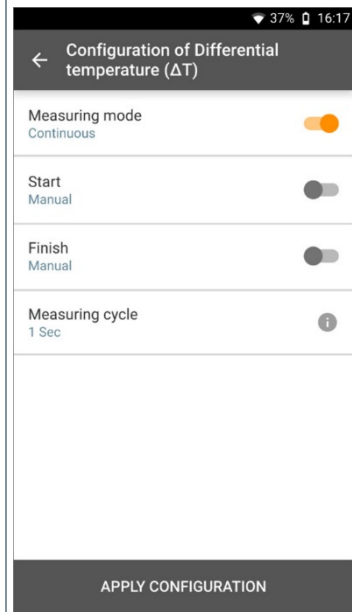 37% 16:17
Configuration of Differential
temperature (ΔT)
Measuring mode
Continuous
Start
Manual
Finish
Manual
Measuring cycle
1 Sec
APPLY CONFIGURATION